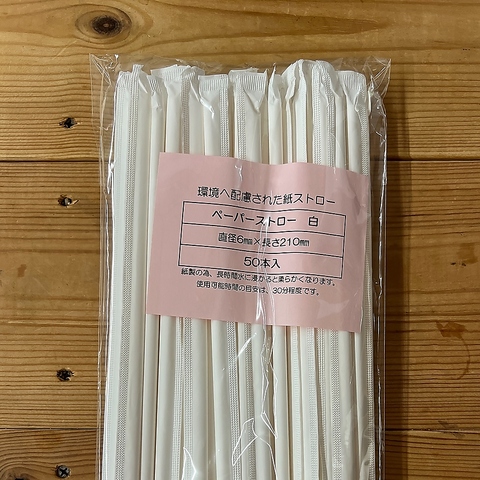 環境へ配慮された紙ストロー
ペーパーストロー 白
直径6㎜×長さ210㎜
50本入
紙製の為、長時間水に浸かると柔らかくなります。
使用可能時間の目安は、30分程度です。